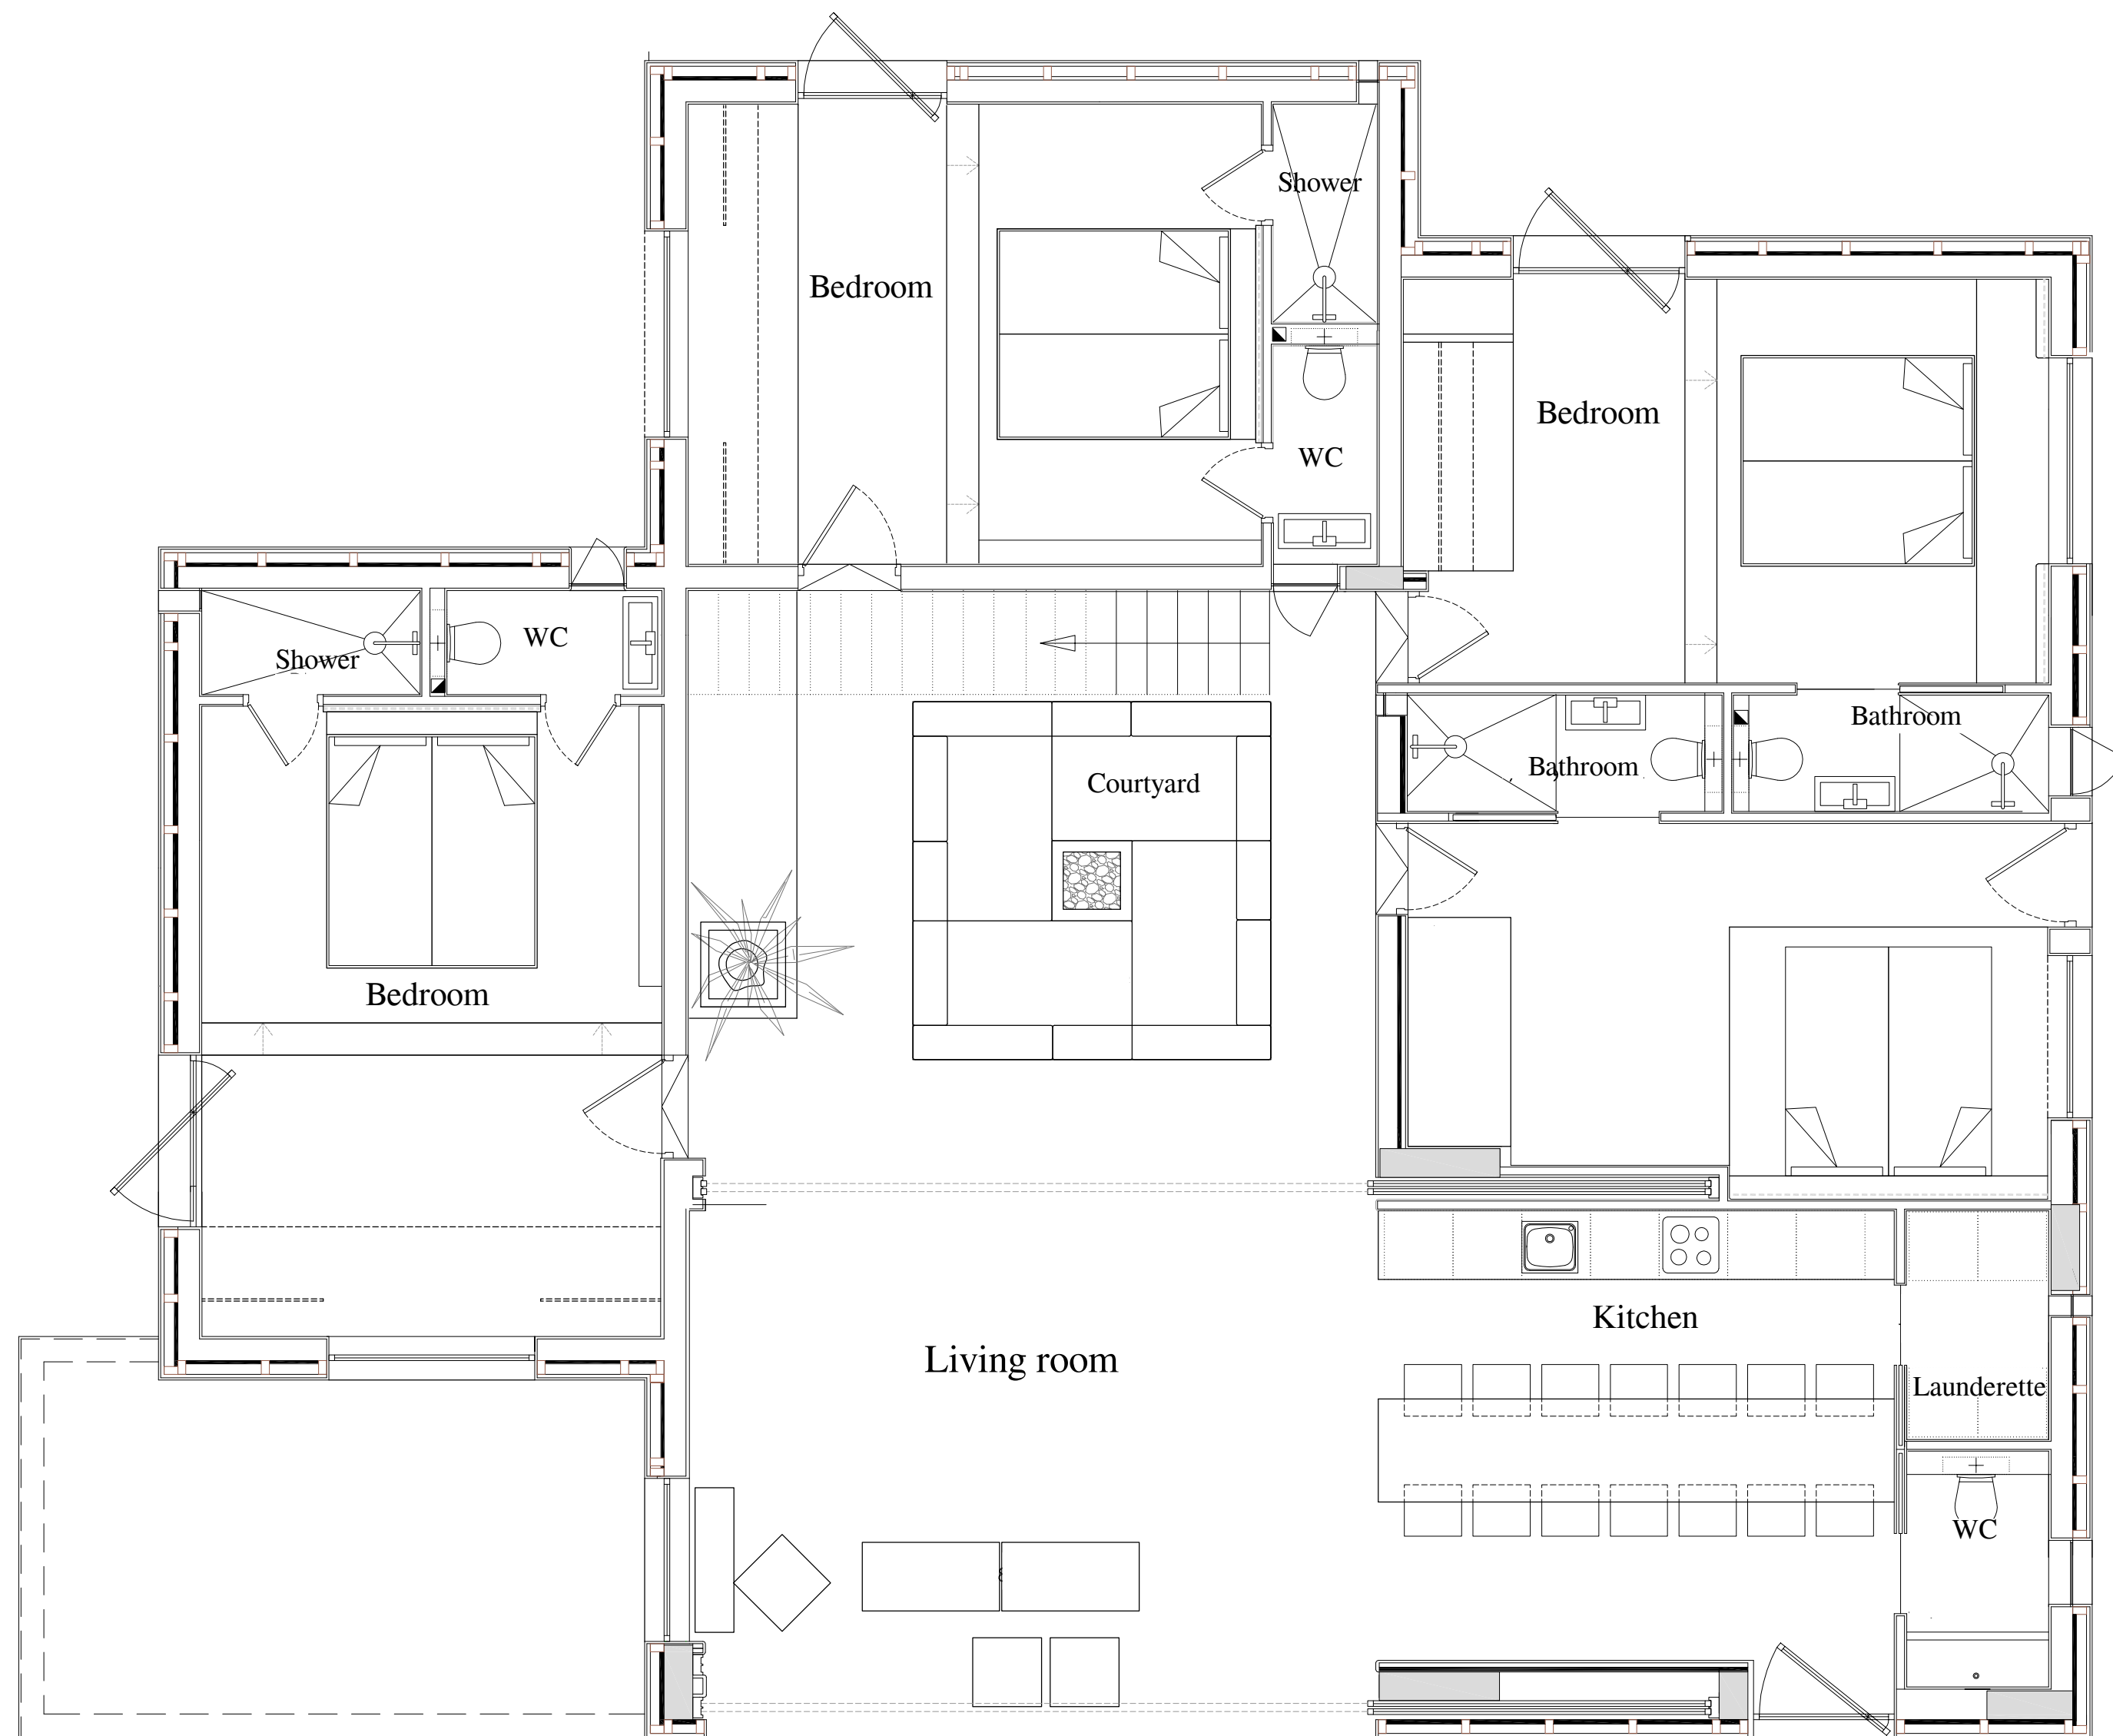 Shower
Bedroom
Bedroom
WC
WC
Shower
Bathroom
Bathroom
Courtyard
Bedroom
Kitchen
Living room
Launderette
WC